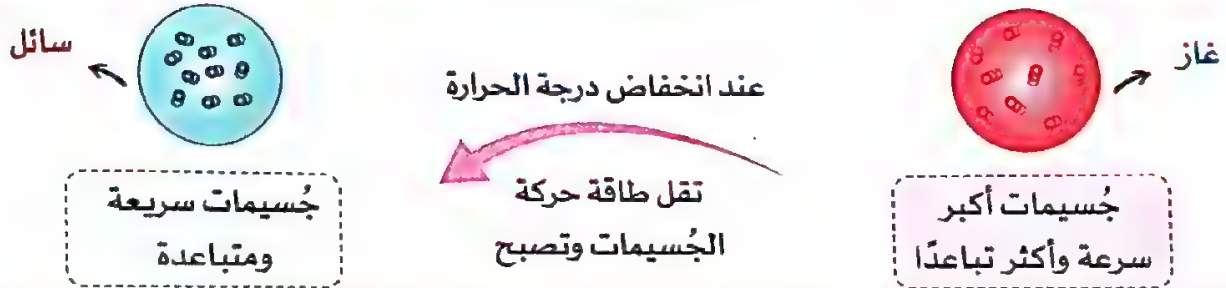 غاز
سائل
عند انخفاض درجة الحرارة
تقل طاقة حركة
الجُسيمات وتصبح
جُسيمات أكبر
سرعة وأكثر تباعدًا
جُسيمات سريعة
ومتباعدة